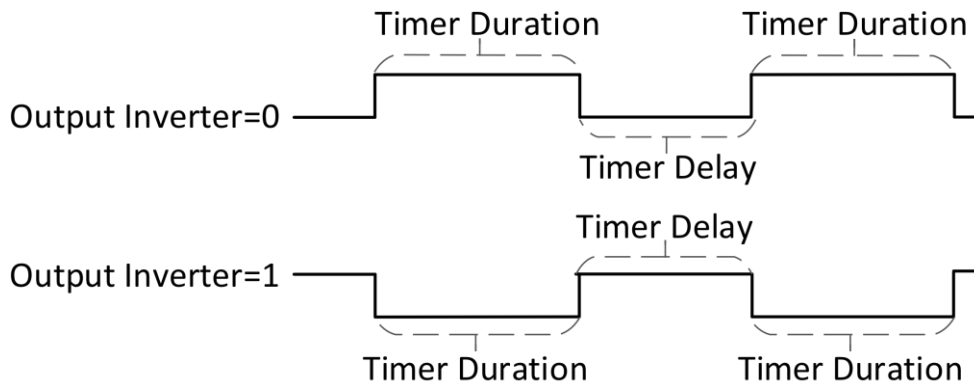 Timer Duration
Timer Duration
Output Inverter=0
Timer Delay
Timer Delay
Output Inverter=1
Timer Duration
Timer Duration